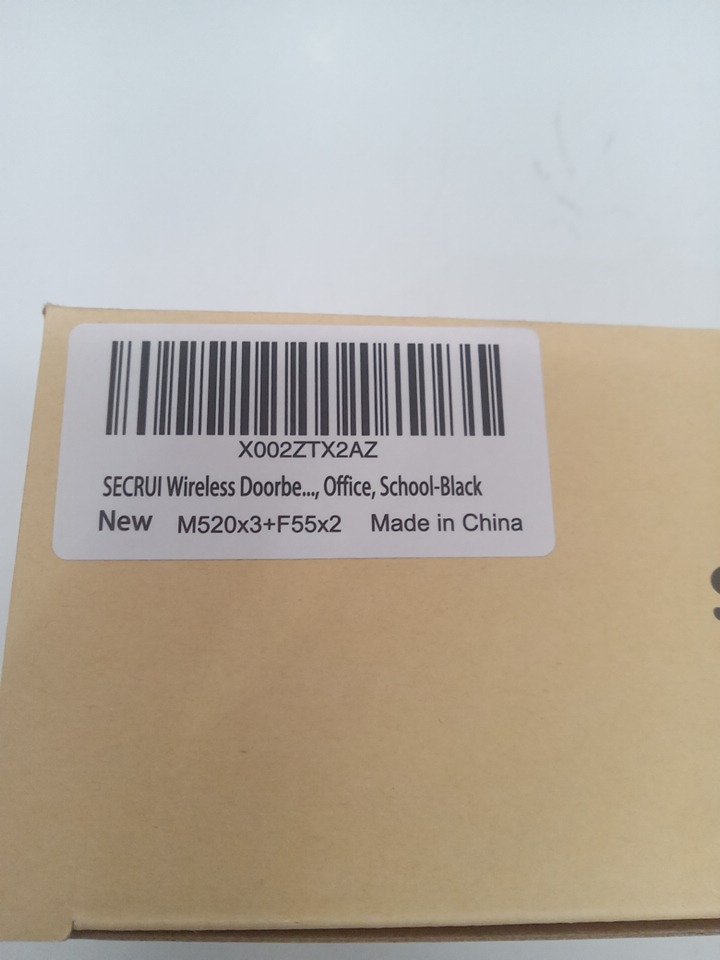 X002ZTX2AZ
SECRUI Wireless Doorbe..., Office, School-Black
New M520x3+F55x2 Made in China